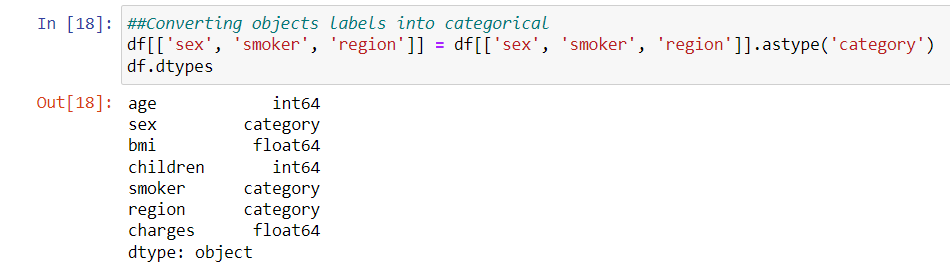 In [18]: ##Converting objects labels into categorical
df[['sex', 'smoker', 'region']] = df[['sex', 'smoker', 'region']].astype('category')
df.dtypes
Out[18]: age int64
sex category
bmi float64
children int64
smoker category
region category
charges float64
dtype: object